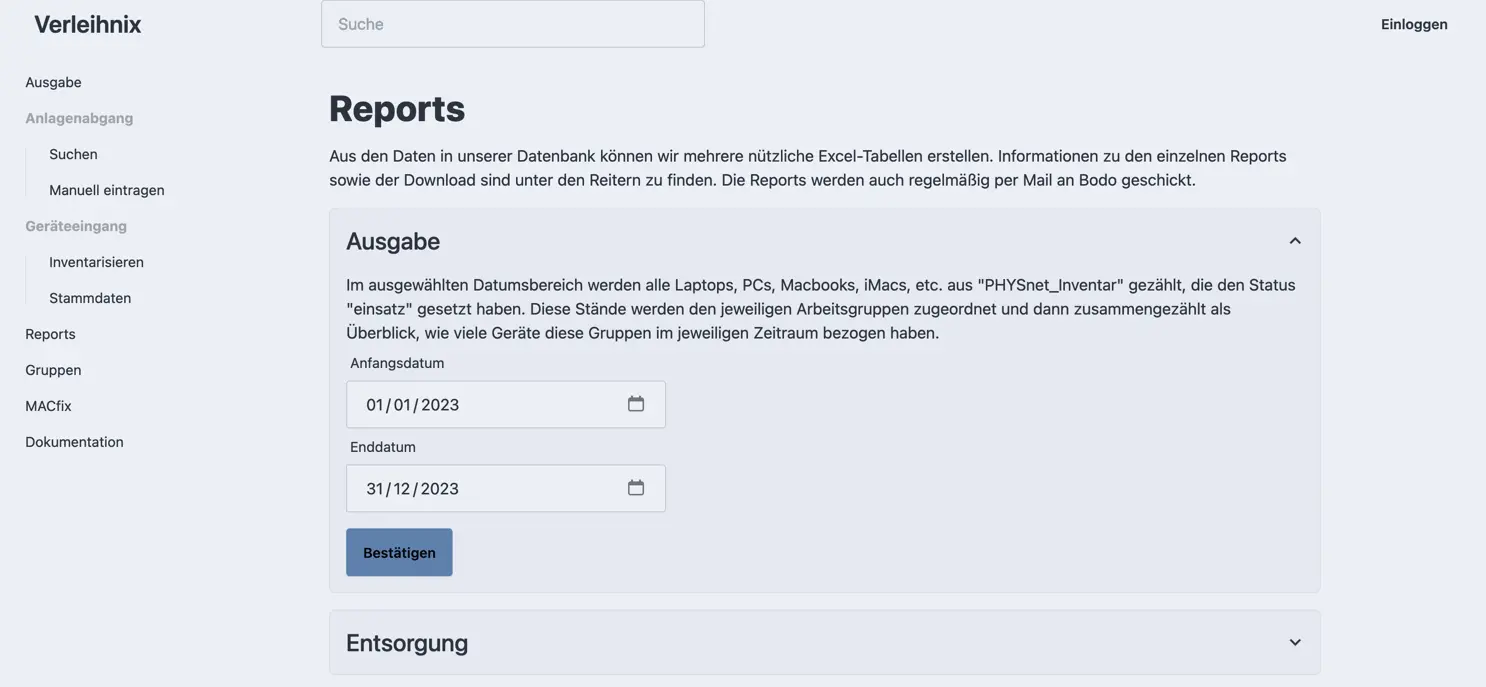 Verleihnix
Suche
Einloggen
Ausgabe
Anlagenabgang
Suchen
Manuell eintragen
Geräteeingang
Inventarisieren
Stammdaten
Reports
Gruppen
MACfix
Dokumentation
Reports
Aus den Daten in unserer Datenbank können wir mehrere nützliche Excel-Tabellen erstellen. Informationen zu den einzelnen Reports
sowie der Download sind unter den Reitern zu finden. Die Reports werden auch regelmäßig per Mail an Bodo geschickt.
Ausgabe
Im ausgewählten Datumsbereich werden alle Laptops, PCs, Macbooks, iMacs, etc. aus "PHYSnet_Inventar" gezählt, die den Status
"einsatz" gesetzt haben. Diese Stände werden den jeweiligen Arbeitsgruppen zugeordnet und dann zusammengezählt als
Überblick, wie viele Geräte diese Gruppen im jeweiligen Zeitraum bezogen haben.
Anfangsdatum
01/01/2023
Enddatum
31/12/2023
Bestätigen
Entsorgung